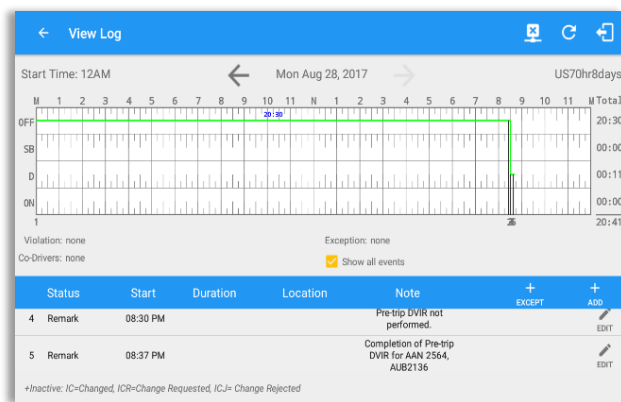 View Log
Start Time: 12AM Mon Aug 28, 2017 US70hr8days
M 1 2 3 4 5 6 7 8 9 10 11 N 1 2 3 4 5 6 7 8 9 10 11 M Total
20:30
OFF 20:30
SB 00:00
D 00:11
ON 00:00
1 20:41
Violation: none Exception: none
Co-Drivers: none Show all events
Status Start Duration Location Note + EXCEPT + ADD
4 Remark 08:30 PM Pre-trip DVIR not
performed. EDIT
5 Remark 08:37 PM Completion of Pre-trip
DVIR for AAN 2564,
AUB2136 EDIT
+Inactive: IC=Changed, ICR=Change Requested, ICJ= Change Rejected